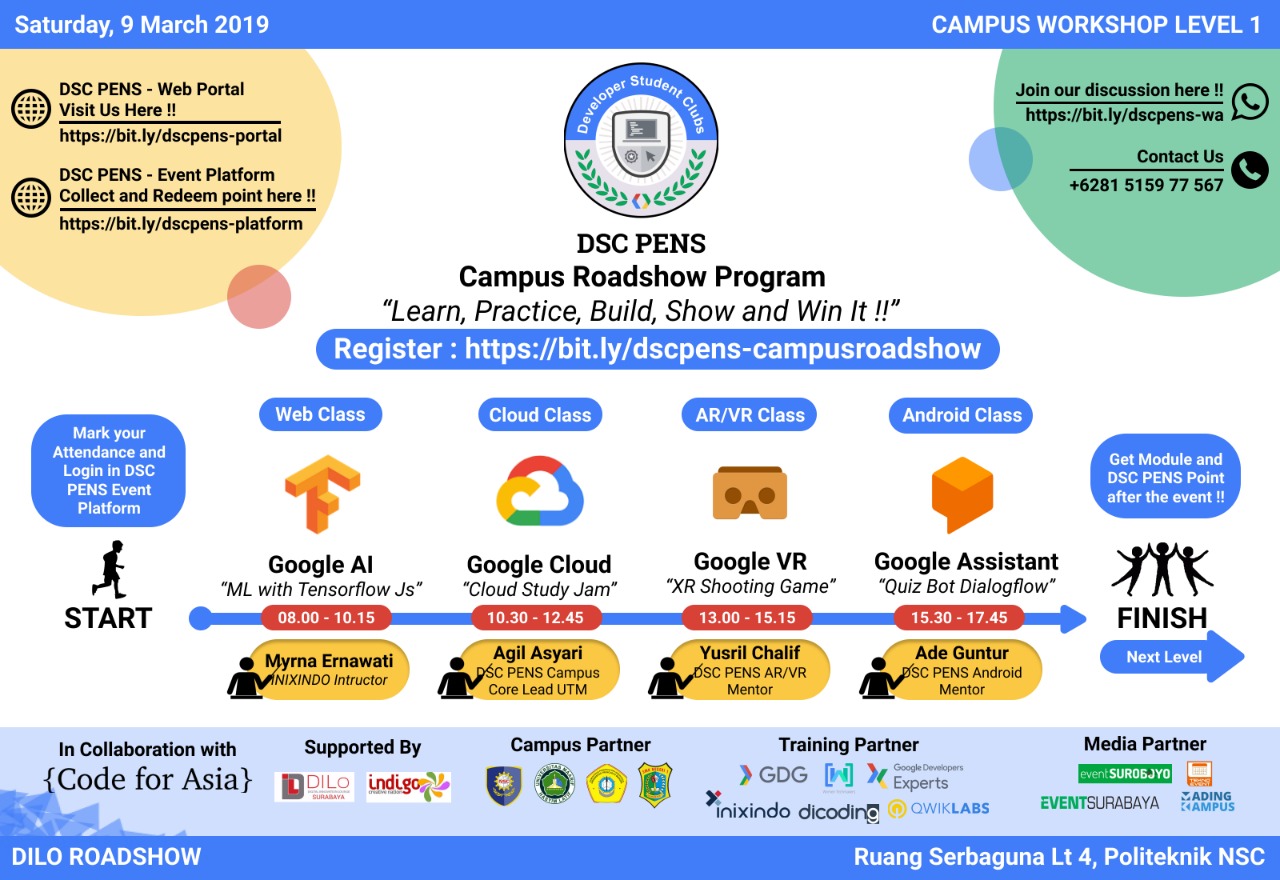 Saturday, 9 March 2019
CAMPUS WORKSHOP LEVEL 1
DSC PENS - Web Portal
Visit Us Here !!
https://bit.ly/dscpens-portal
DSC PENS - Event Platform
Collect and Redeem point here !!
https://bit.ly/dscpens-platform
Join our discussion here !!
https://bit.ly/dscpens-wa
Contact Us
+6281 5159 77 567
Developer Student Clubs
DSC PENS
Campus Roadshow Program
“Learn, Practice, Build, Show and Win It !!”
Register : https://bit.ly/dscpens-campusroadshow
Mark your
Attendance and
Login in DSC
PENS Event
Platform
START
Web Class
Google AI
“ML with Tensorflow Js”
08.00 - 10.15
Myrna Ernawati
INIXINDO Intructor
Cloud Class
Google Cloud
“Cloud Study Jam”
10.30 - 12.45
Agil Asyari
DSC PENS Campus
Core Lead UTM
AR/VR Class
Google VR
“XR Shooting Game”
13.00 - 15.15
Yusril Chalif
DSC PENS AR/VR
Mentor
Android Class
Google Assistant
“Quiz Bot Dialogflow”
15.30 - 17.45
Ade Guntur
DSC PENS Android
Mentor
Get Module and
DSC PENS Point
after the event !!
FINISH
Next Level
In Collaboration with
{Code for Asia}
Supported By
DILo
SURABAYA
indigo
creative nation
Campus Partner
Training Partner
GDG
Google Developers
Experts
inixindo
dicoding
QWIKLABS
Media Partner
eventSUROBOYO
EVENTSURABAYA
MADING
KAMPUS
DILO ROADSHOW
Ruang Serbaguna Lt 4, Politeknik NSC